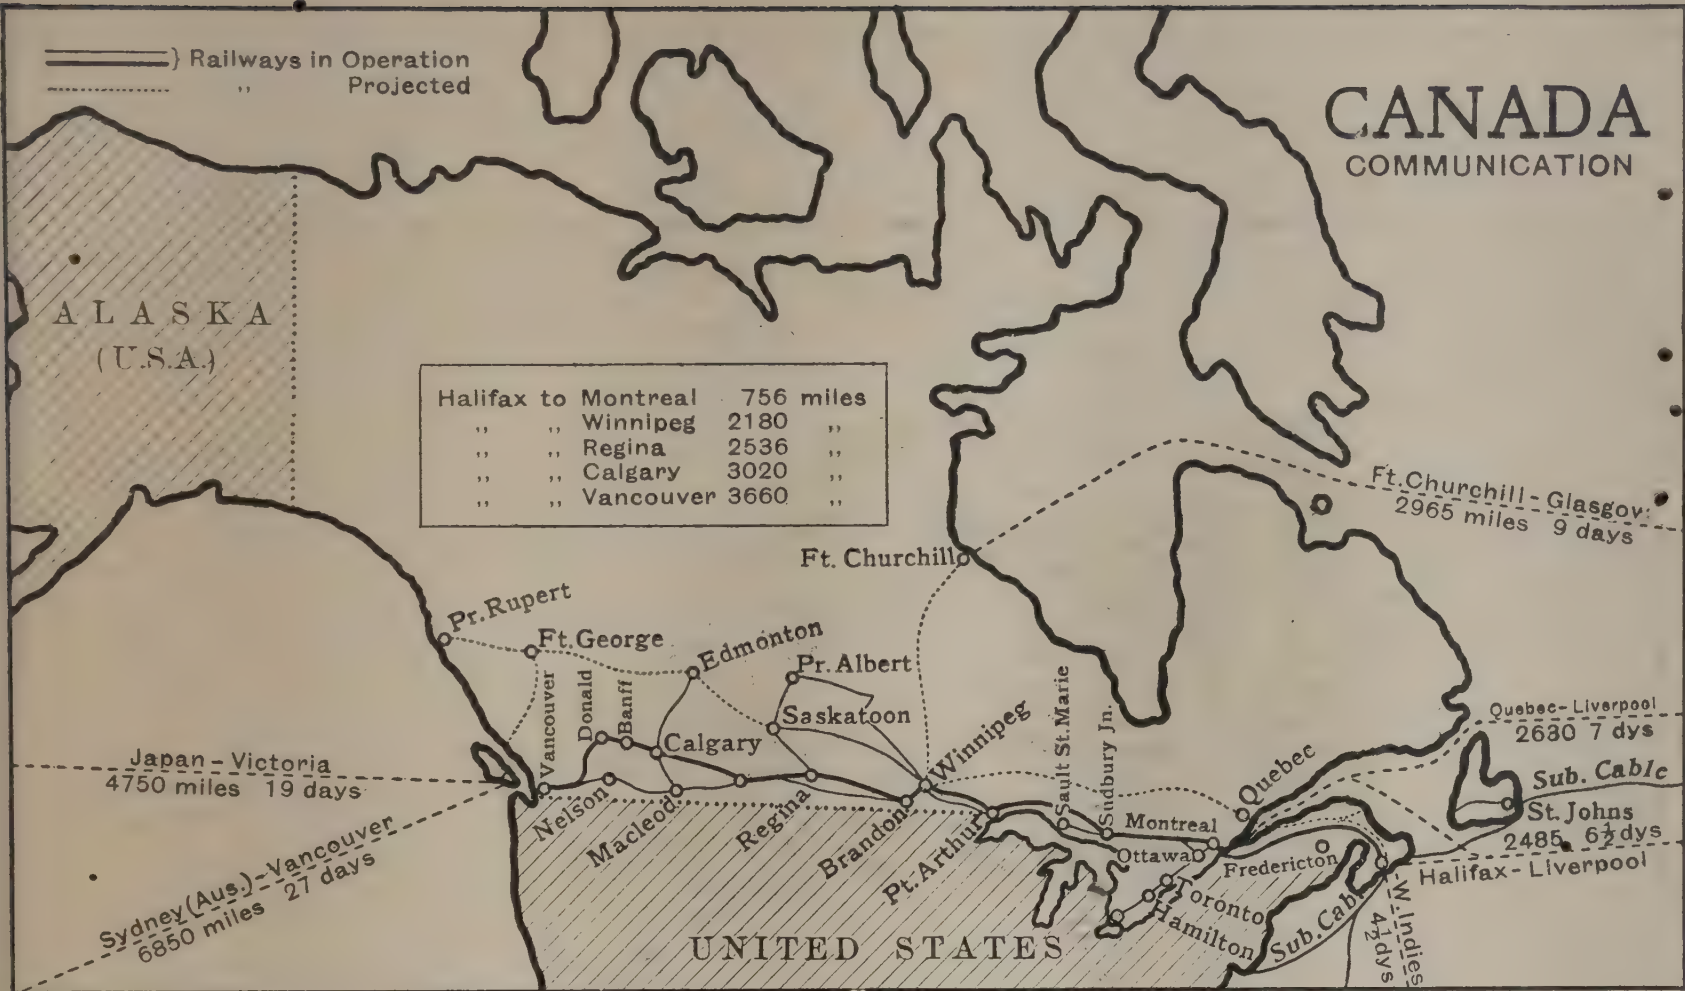 } Railways in Operation
,, Projected
CANADA
COMMUNICATION
ALASKA
(U.S.A.)
Halifax to Montreal 756 miles
,, ,, Winnipeg 2180 ,,
,, ,, Regina 2536 ,,
,, ,, Calgary 3020 ,,
,, ,, Vancouver 3660 ,,
Ft. Churchill-Glasgow
2965 miles 9 days
Ft. Churchill
Pr. Rupert
Ft. George
Edmonton
Pr. Albert
Vancouver
Donald
Banff
Calgary
Saskatoon
Winnipeg
Sault St. Marie
Sudbury Jn.
Quebec
Quebec-Liverpool
2630 7 dys
Sub. Cable
St. Johns
2485 6½ dys
Halifax-Liverpool
Japan-Victoria
4750 miles 19 days
Sydney (Aus.)-Vancouver
6850 miles 27 days
Nelson
Macleod
Regina
Brandon
Pt. Arthur
Montreal
Ottawa
Fredericton
Toronto
Hamilton
Sub. Cable
W. Indies
4½ dys
UNITED STATES